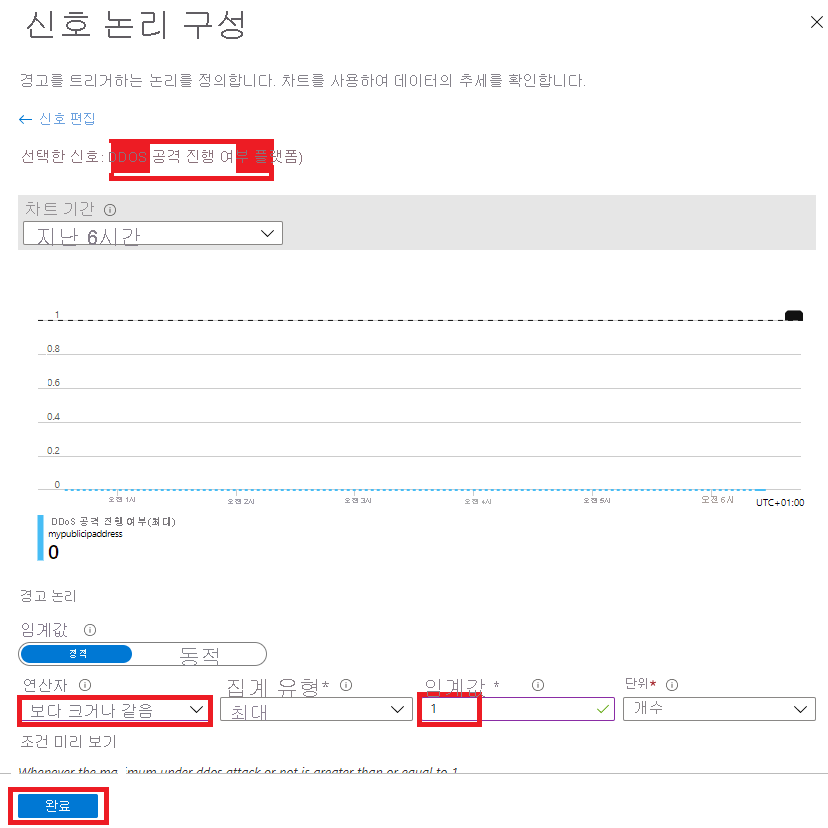 신호 논리 구성
경고를 트리거하는 논리를 정의합니다. 차트를 사용하여 데이터의 추세를 확인합니다.
← 신호 편집
선택한 신호: DDOS 공격 진행 여부 플랫폼)
차트 기간
지난 6시간
1
0.8
0.6
0.4
0.2
0
오전 1시 오전 2시 오전 3시 오전 4시 오전 5시 오전 6시 UTC+01:00
DDoS 공격 진행 여부(최대)
mypublicipaddress
0
경고 논리
임계값
정적 동적
연산자 집계 유형* 임계값 * 단위*
보다 크거나 같음 최대 1 개수
조건 미리 보기
Whenever the maximum under ddos attack or not is greater than or equal to 1
완료